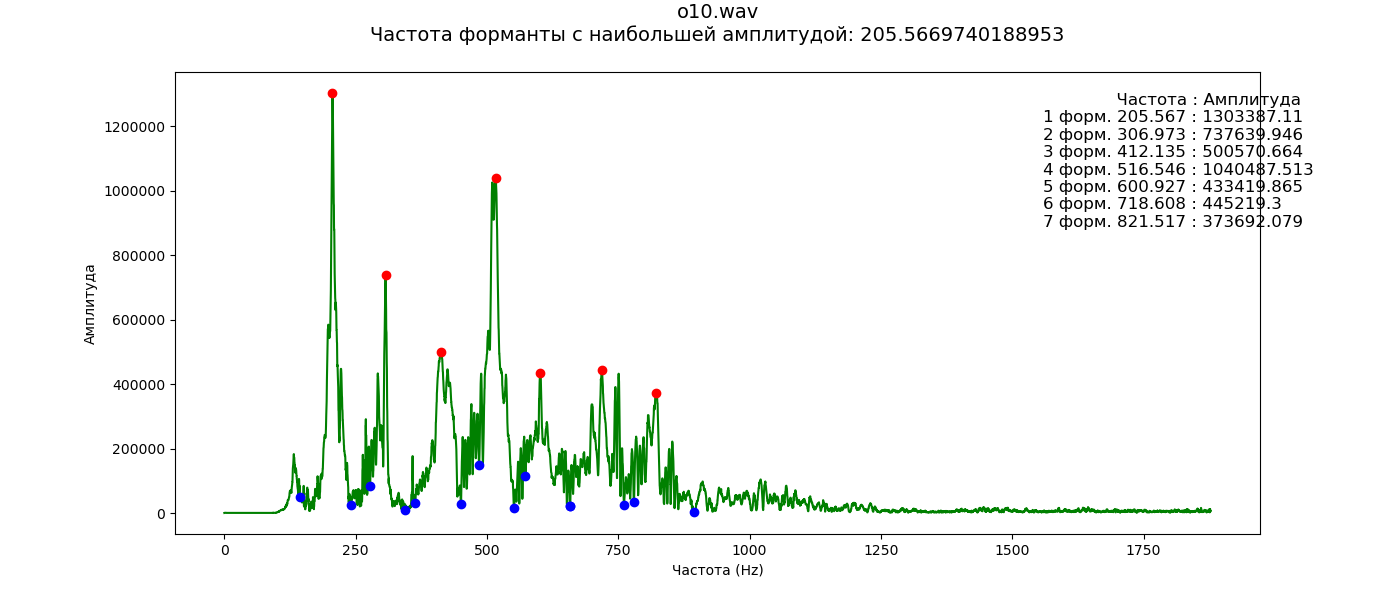 o10.wav
Частота форманты с наибольшей амплитудой: 205.5669740188953
Частота : Амплитуда
1 форм. 205.567 : 1303387.11
2 форм. 306.973 : 737639.946
3 форм. 412.135 : 500570.664
4 форм. 516.546 : 1040487.513
5 форм. 600.927 : 433419.865
6 форм. 718.608 : 445219.3
7 форм. 821.517 : 373692.079
Амплитуда
1200000
1000000
800000
600000
400000
200000
0
0 250 500 750 1000 1250 1500 1750
Частота (Hz)